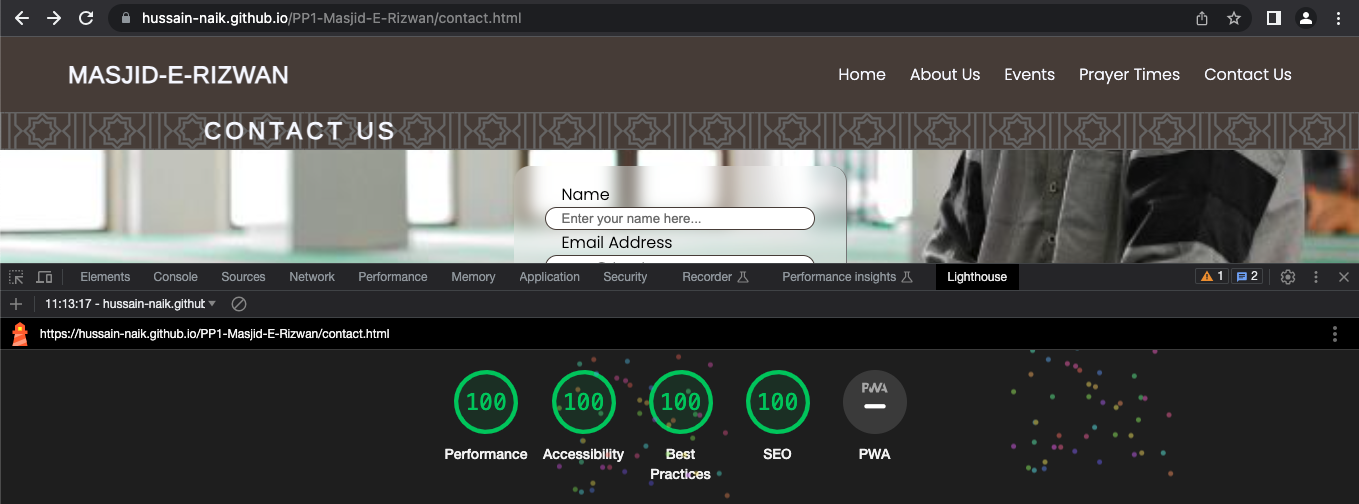 hussain-naik.github.io/PP1-Masjid-E-Rizwan/contact.html
MASJID-E-RIZWAN
Home About Us Events Prayer Times Contact Us
CONTACT US
Name
Enter your name here...
Email Address
Elements Console Sources Network Performance Memory Application Security Recorder Performance insights Lighthouse 1 2
11:13:17 - hussain-naik.githut
https://hussain-naik.github.io/PP1-Masjid-E-Rizwan/contact.html
100 100 100 100 PWA
Performance Accessibility Best Practices SEO PWA